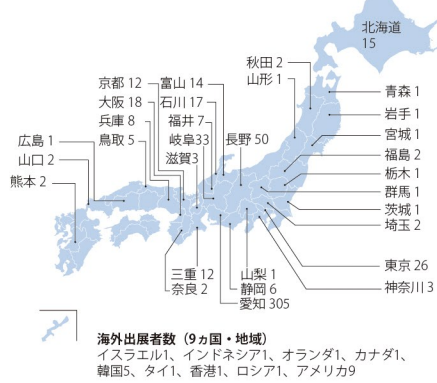 北海道
15
秋田 2
山形 1
京都 12
富山 14
大阪 18
石川 17
兵庫 8
福井 7
鳥取 5
岐阜33
長野 50
滋賀3
広島 1
山口 2
熊本 2
青森 1
岩手 1
宮城 1
福島 2
栃木 1
群馬 1
茨城 1
埼玉 2
東京 26
神奈川 3
三重 12
奈良 2
山梨 1
静岡 6
愛知 305
海外出展者数（9ヵ国・地域）
イスラエル1、インドネシア1、オランダ1、カナダ1、
韓国5、タイ1、香港1、ロシア1、アメリカ9